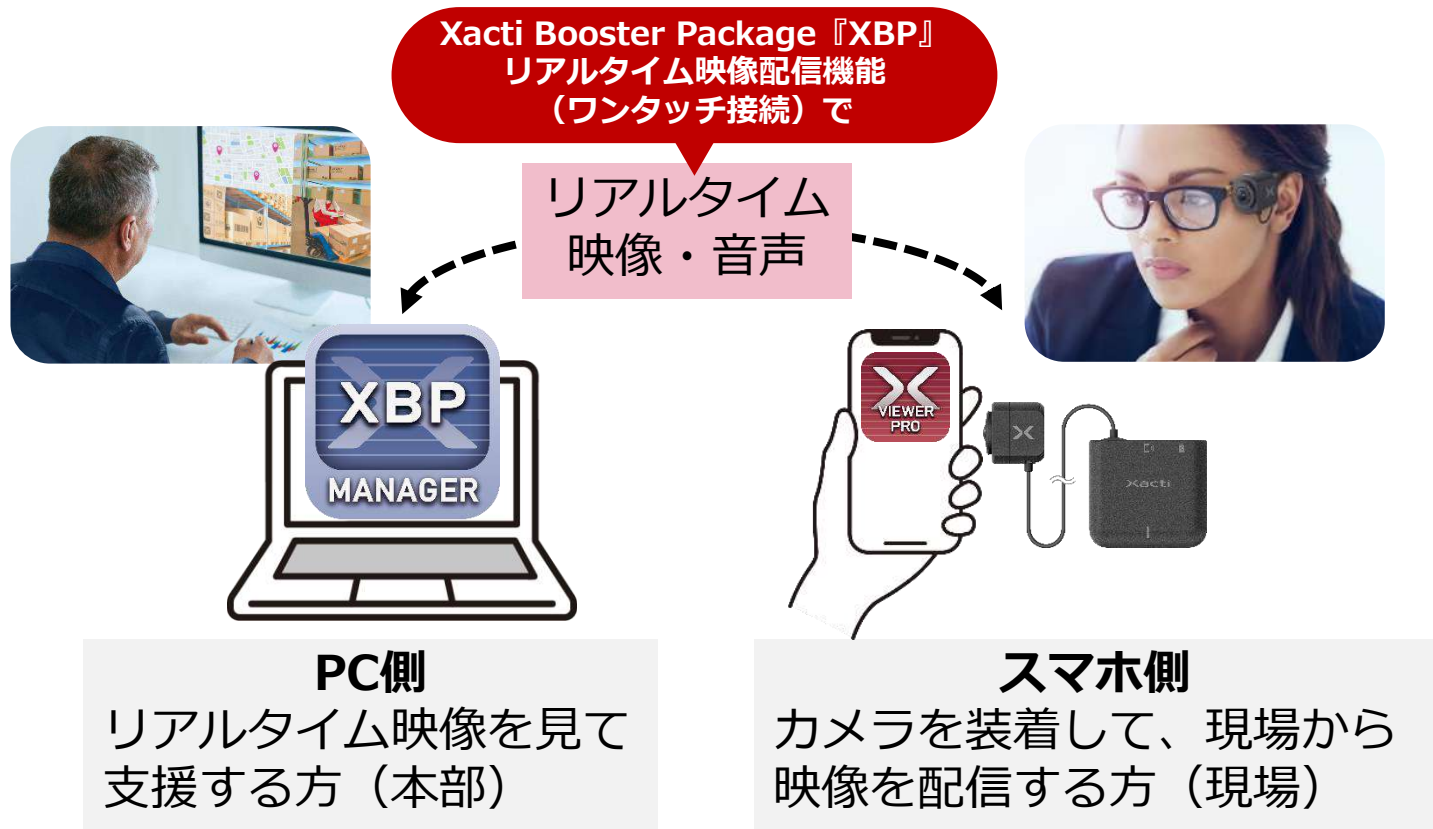 Xacti Booster Package『XBP』
リアルタイム映像配信機能
（ワンタッチ接続）で
リアルタイム
映像・音声
XBP
MANAGER
VIEWER
PRO
Xacti
PC側
リアルタイム映像を見て
支援する方（本部）
スマホ側
カメラを装着して、現場から
映像を配信する方（現場）